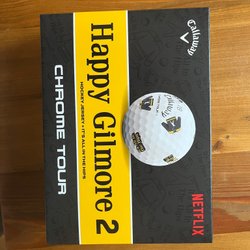 Callaway
Happy Gilmore 2
HOCKEY JERSEY • IT'S ALL IN THE HIPS
CHROME TOUR
NETFLIX